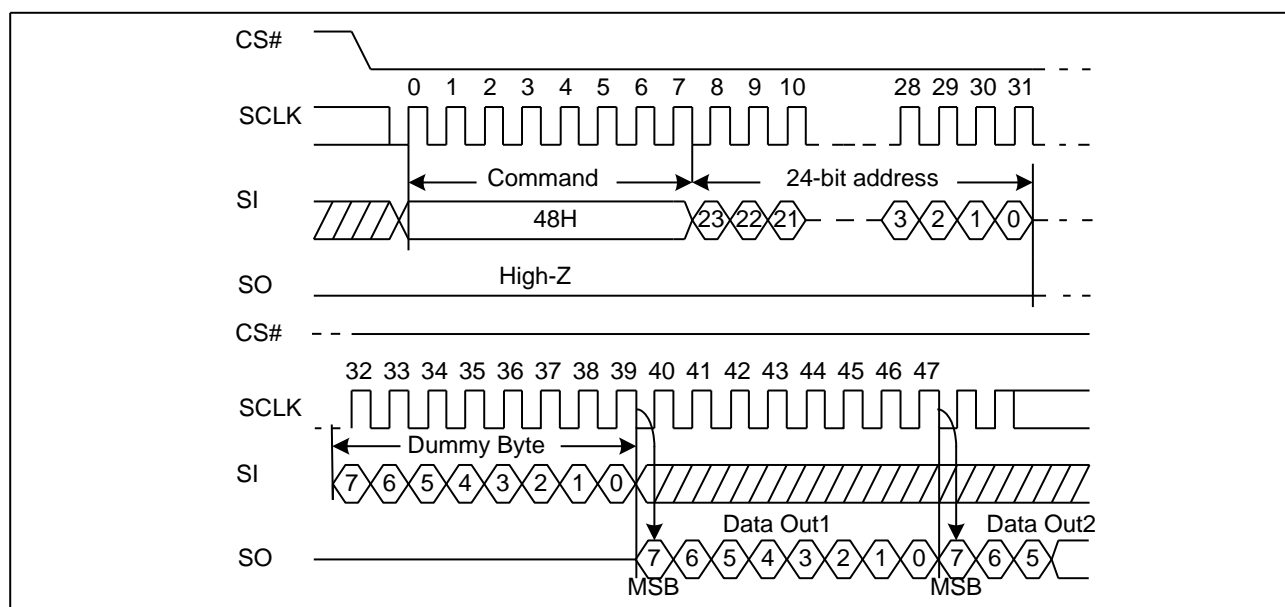 CS#
0 1 2 3 4 5 6 7 8 9 10 28 29 30 31
SCLK
Command 24-bit address
SI
48H 23 22 21 3 2 1 0
High-Z
SO
CS#
32 33 34 35 36 37 38 39 40 41 42 43 44 45 46 47
SCLK
Dummy Byte
SI
7 6 5 4 3 2 1 0
Data Out1 Data Out2
SO
7 6 5 4 3 2 1 0 7 6 5
MSB MSB